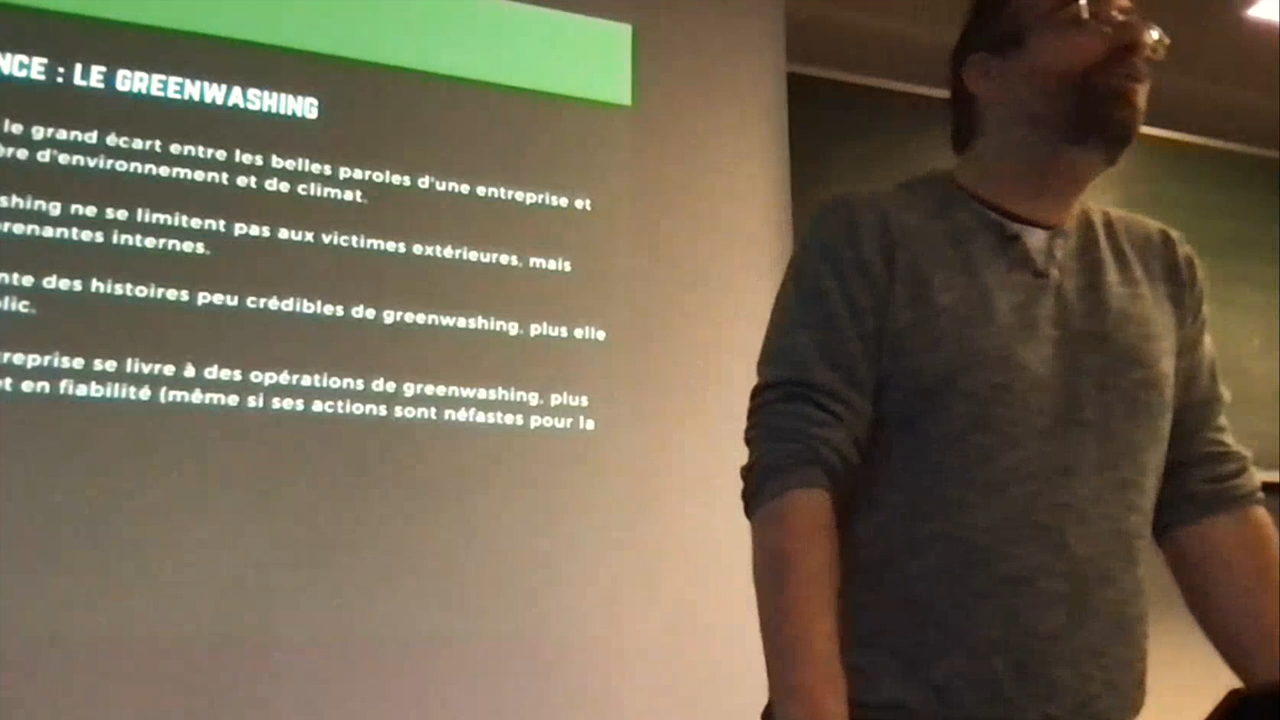 NCE : LE GREENWASHING
le grand écart entre les belles paroles d'une entreprise et
ère d'environnement et de climat.
shing ne se limitent pas aux victimes extérieures, mais
renantes internes.
nte des histoires peu crédibles de greenwashing, plus elle
lic.
treprise se livre à des opérations de greenwashing, plus
et en fiabilité (même si ses actions sont néfastes pour la